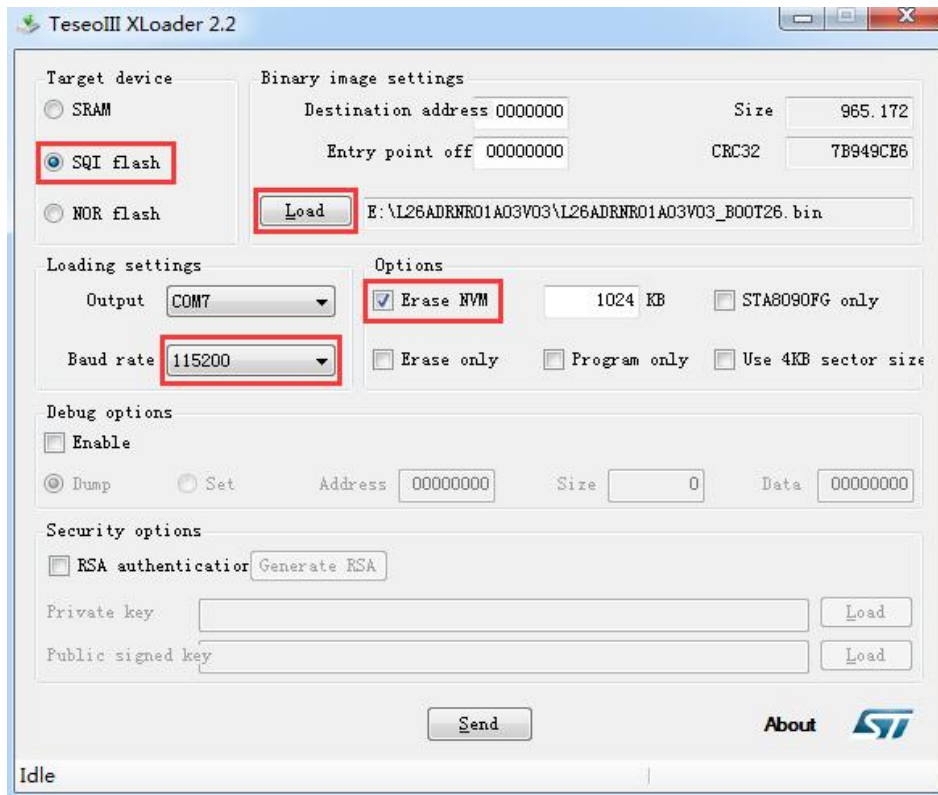 TeseoIII XLoader 2.2
Target device
SRAM
SQI flash
NOR flash
Binary image settings
Destination address 0000000 Size 965.172
Entry point off 00000000 CRC32 7B949CE6
Load E:\L26ADRNR01A03V03\L26ADRNR01A03V03_BOOT26.bin
Loading settings
Output COM7
Baud rate 115200
Options
Erase NVM 1024 KB STA8090FG only
Erase only Program only Use 4KB sector size
Debug options
Enable
Dump Set Address 00000000 Size 0 Data 00000000
Security options
RSA authentication Generate RSA
Private key Load
Public signed key Load
Send About ST
Idle